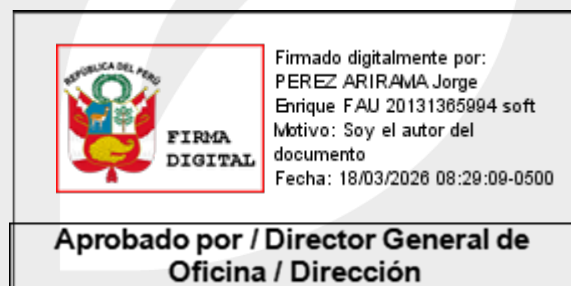 REPÚBLICA DEL PERÚ
FIRMA
DIGITAL
Firmado digitalmente por:
PEREZ ARIRAMA Jorge
Enrique FAU 20131365994 soft
Motivo: Soy el autor del
documento
Fecha: 18/03/2026 08:29:09-0500
Aprobado por / Director General de
Oficina / Dirección